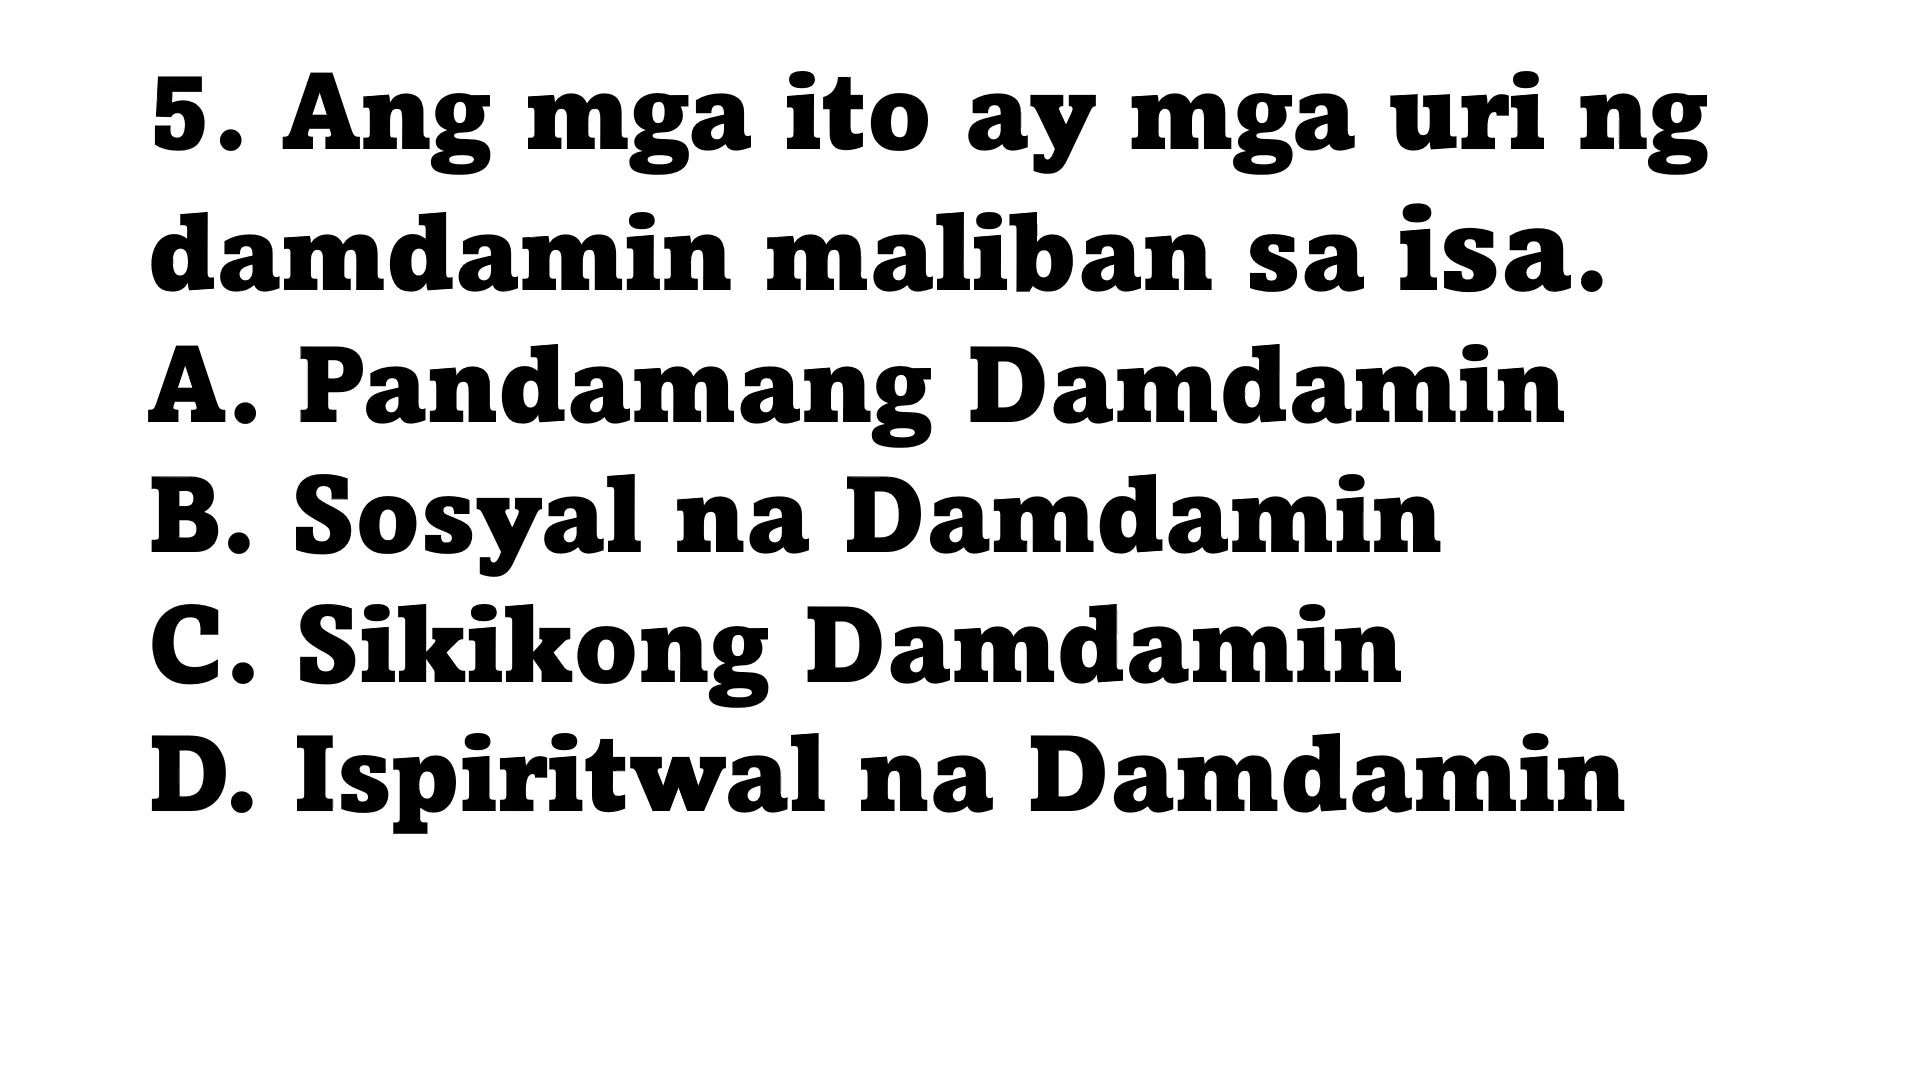 5. Ang mga ito ay mga uri ng
damdamin maliban sa isa.
A. Pandamang Damdamin
B. Sosyal na Damdamin
C. Sikikong Damdamin
D. Ispiritwal na Damdamin